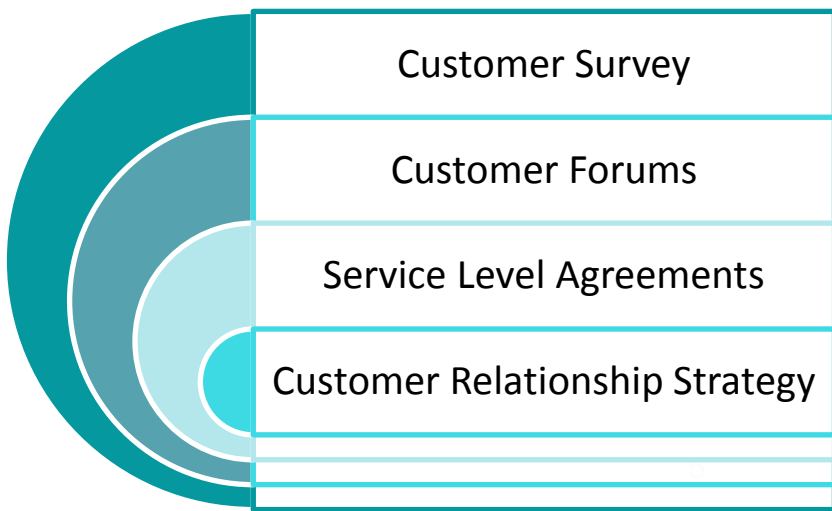 Customer Survey
Customer Forums
Service Level Agreements
Customer Relationship Strategy